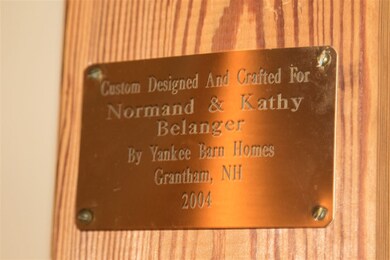 Custom Designed And Crafted For
Normand & Kathy
Belanger
By Yankee Barn Homes
Grantham, NH
2004